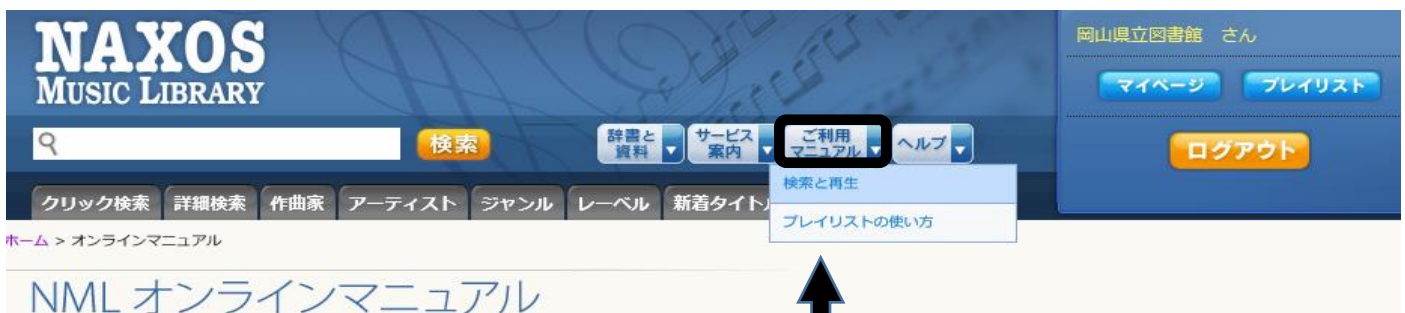 NAXOS
MUSIC LIBRARY
岡山県立図書館 さん
マイページ
プレイリスト
検索
辞書と
資料
サービス
案内
ご利用
マニュアル
ヘルプ
ログアウト
検索と再生
プレイリストの使い方
クリック検索 詳細検索 作曲家 アーティスト ジャンル レーベル 新着タイト
ホーム > オンラインマニュアル
NML オンラインマニュアル